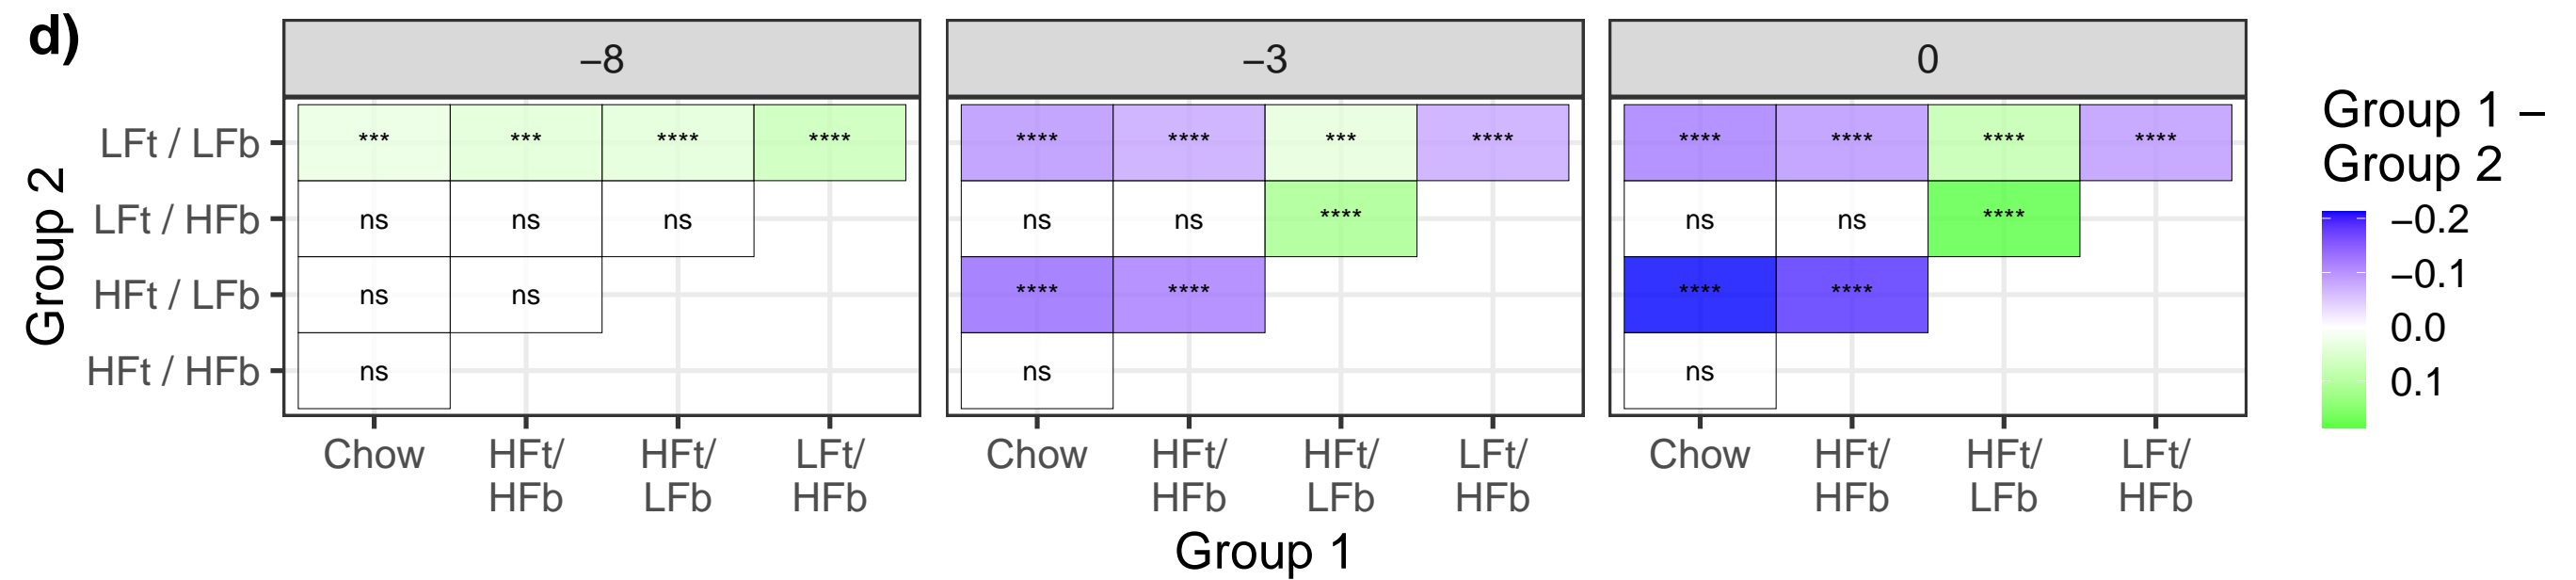 d)
−8 −3 0
Group 1 −
Group 2
LFt / LFb *** *** **** **** **** **** *** **** **** **** **** ****
LFt / HFb ns ns ns ns ns **** ns ns ****
HFt / LFb ns ns **** **** **** ****
HFt / HFb ns ns ns
Group 2
−0.2
−0.1
0.0
0.1
Chow HFt/ HFt/ LFt/ Chow HFt/ HFt/ LFt/ Chow HFt/ HFt/ LFt/
HFb LFb HFb HFb LFb HFb HFb LFb HFb
Group 1